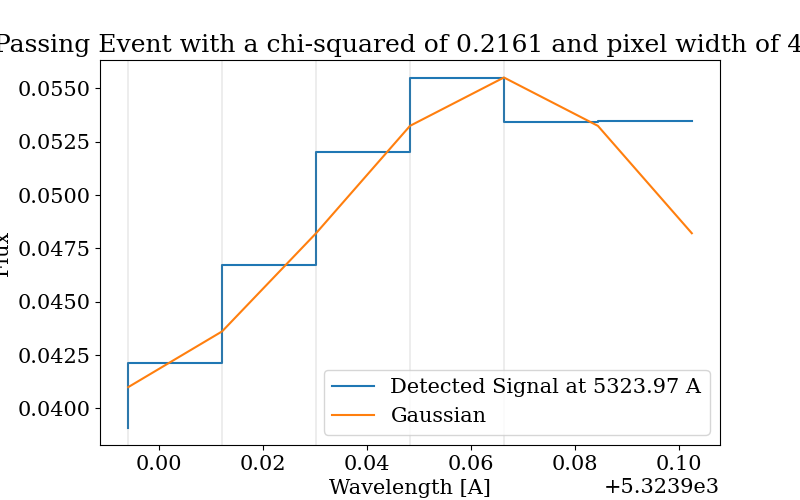 Passing Event with a chi-squared of 0.2161 and pixel width of 4
0.0550
0.0525
0.0500
0.0475
0.0450
0.0425
0.0400
Flux
Detected Signal at 5323.97 A
Gaussian
0.00 0.02 0.04 0.06 0.08 0.10
Wavelength [A]
+5.3239e3